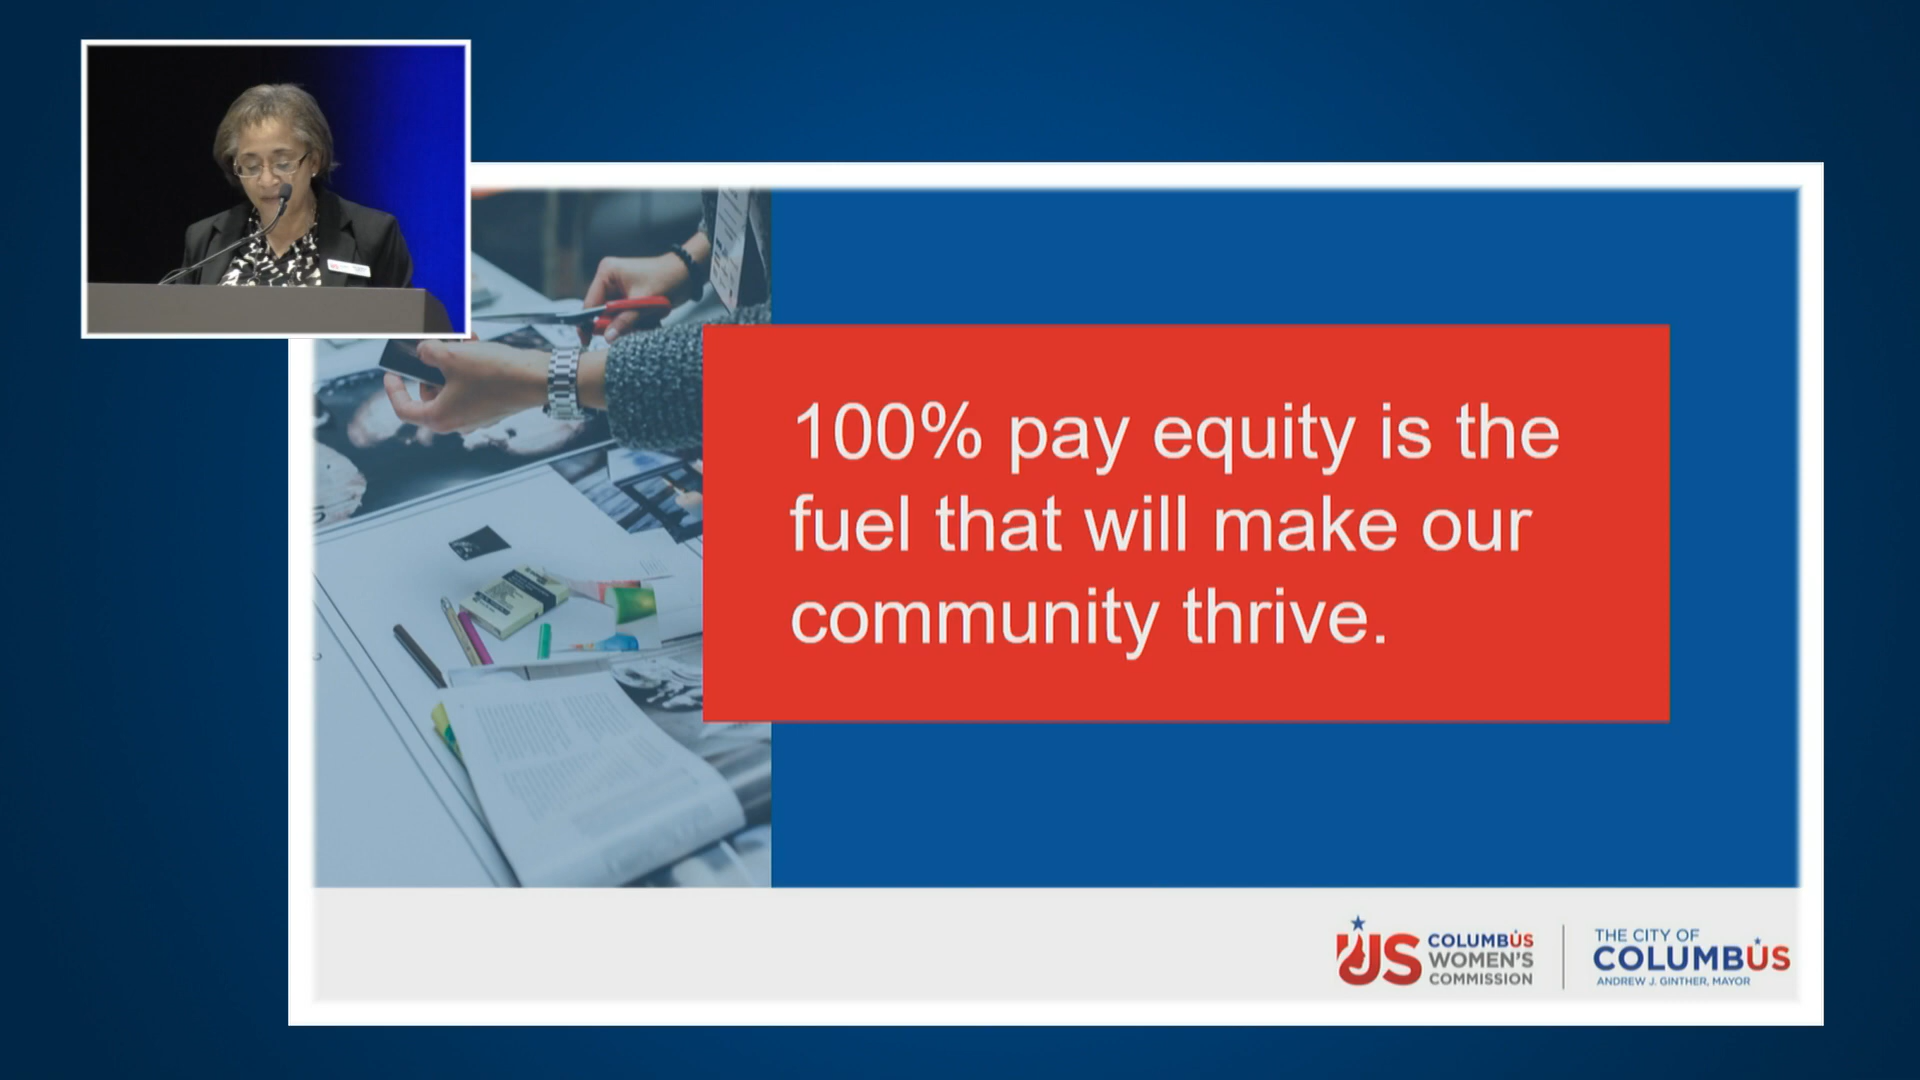 100% pay equity is the
fuel that will make our
community thrive.
US
COLUMBUS
WOMEN'S
COMMISSION
THE CITY OF
COLUMBUS
ANDREW J. GINTHER, MAYOR